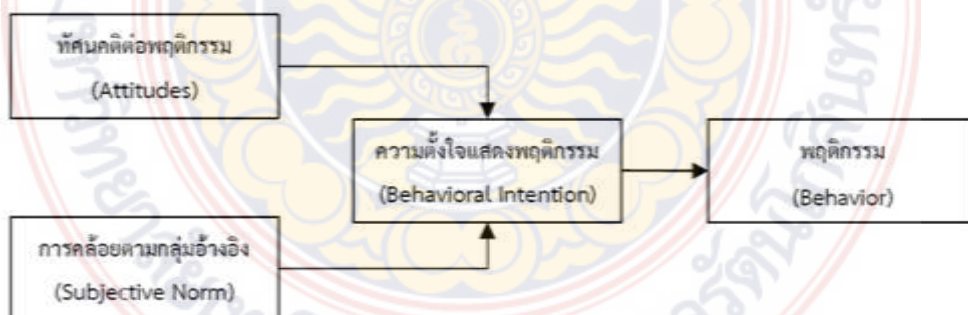 ทัศนคติต่อพฤติกรรม
(Attitudes)
ความตั้งใจแสดงพฤติกรรม
(Behavioral Intention)
พฤติกรรม
(Behavior)
การคล้อยตามกลุ่มอ้างอิง
(Subjective Norm)